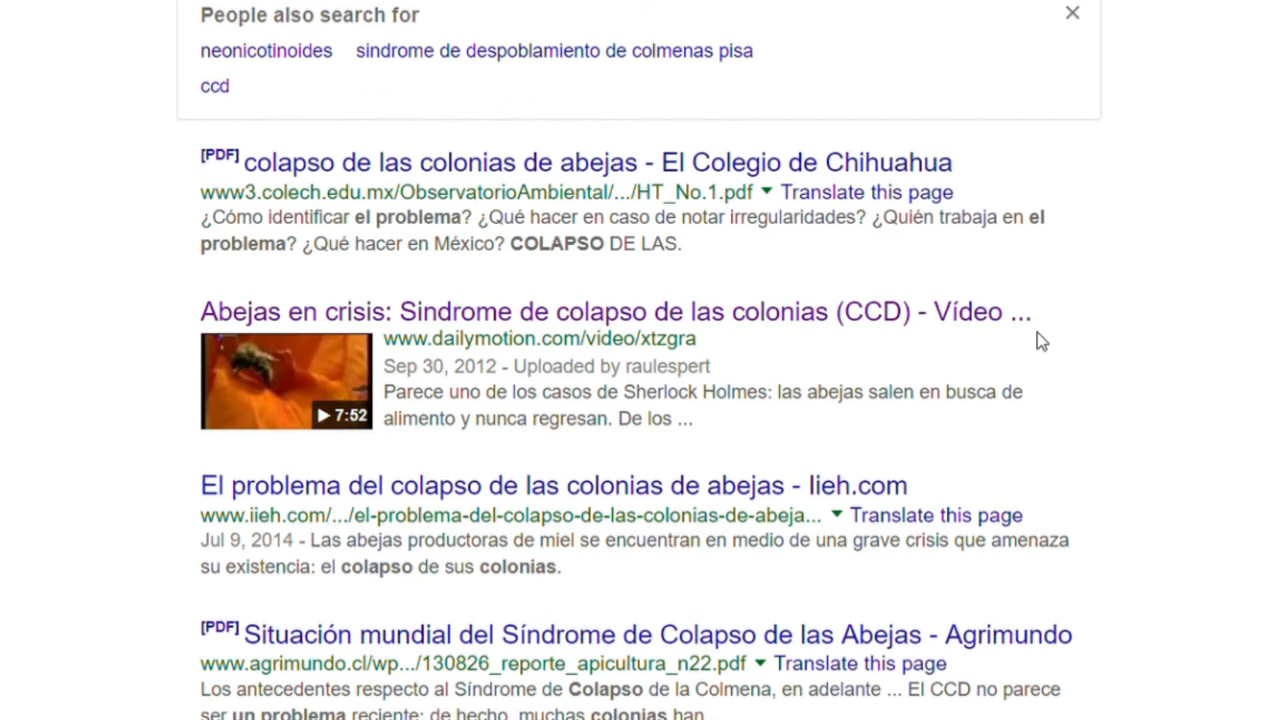 People also search for
neonicotinoides sindrome de despoblamiento de colmenas pisa
ccd
[PDF] colapso de las colonias de abejas - El Colegio de Chihuahua
www3.colech.edu.mx/ObservatorioAmbiental/.../HT_No.1.pdf Translate this page
¿Cómo identificar el problema? ¿Qué hacer en caso de notar irregularidades? ¿Quién trabaja en el
problema? ¿Qué hacer en México? COLAPSO DE LAS.
Abejas en crisis: Sindrome de colapso de las colonias (CCD) - Vídeo ...
www.dailymotion.com/video/xtzgra
Sep 30, 2012 - Uploaded by raulespert
7:52
Parece uno de los casos de Sherlock Holmes: las abejas salen en busca de
alimento y nunca regresan. De los ...
El problema del colapso de las colonias de abejas - Iieh.com
www.iieh.com/.../el-problema-del-colapso-de-las-colonias-de-abeja... Translate this page
Jul 9, 2014 - Las abejas productoras de miel se encuentran en medio de una grave crisis que amenaza
su existencia: el colapso de sus colonias.
[PDF] Situación mundial del Síndrome de Colapso de las Abejas - Agrimundo
www.agrimundo.cl/wp.../130826_reporte_apicultura_n22.pdf Translate this page
Los antecedentes respecto al Síndrome de Colapso de la Colmena, en adelante ... El CCD no parece
ser un problema reciente: de hecho, muchas colonias han